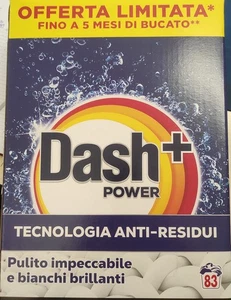 OFFERTA LIMITATA*
FINO A 5 MESI DI BUCATO**
Dash+
POWER
TECNOLOGIA ANTI-RESIDUI
Pulito impeccabile
e bianchi brillanti
83